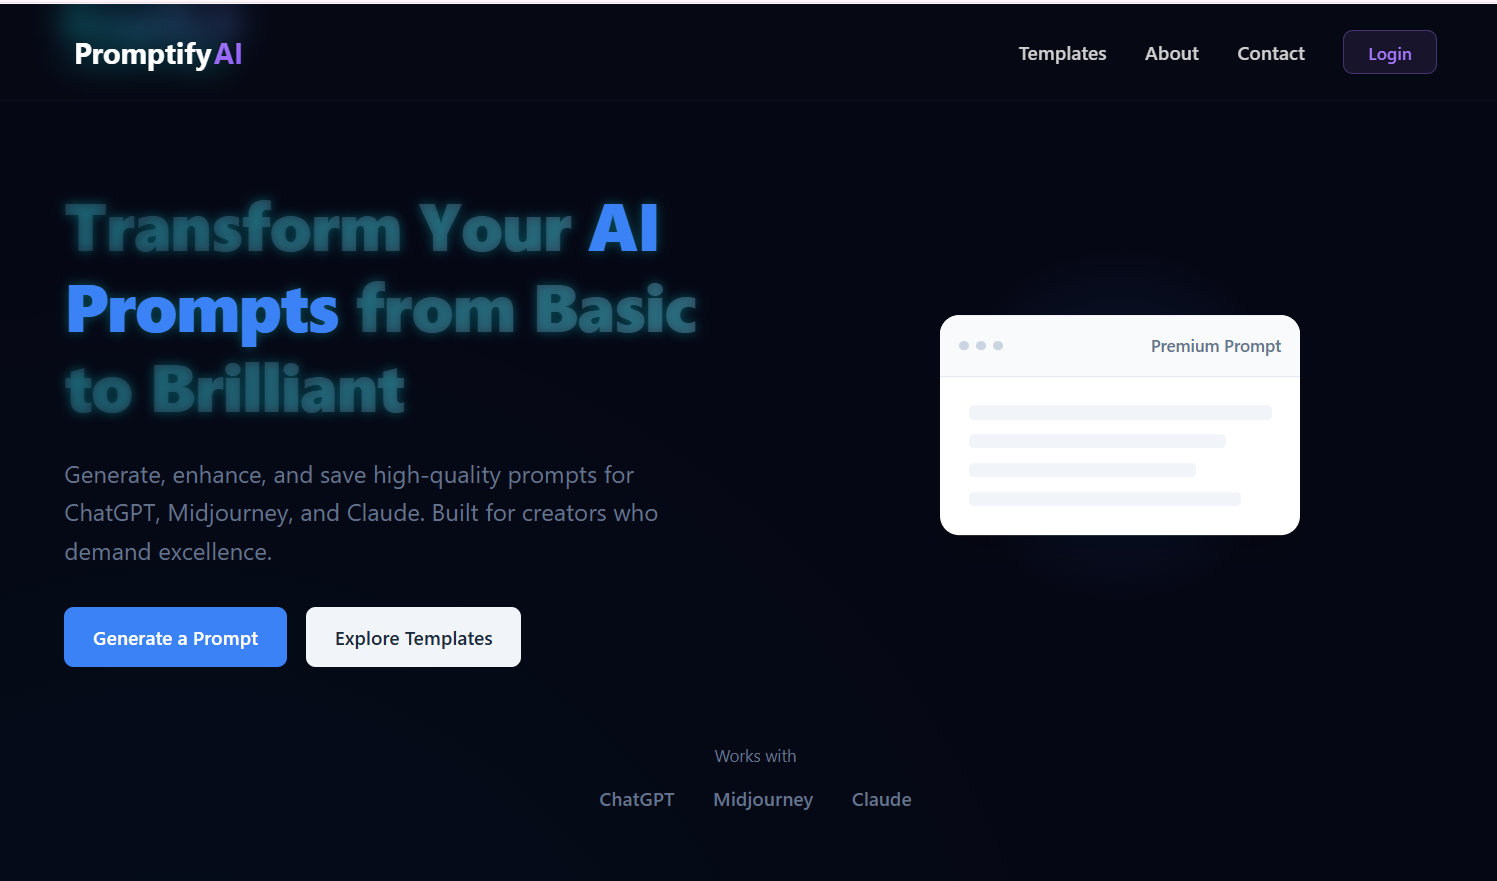 PromptifyAI
Templates
About
Contact
Login
Transform Your AI
Prompts from Basic
to Brilliant
Generate, enhance, and save high-quality prompts for
ChatGPT, Midjourney, and Claude. Built for creators who
demand excellence.
Generate a Prompt
Explore Templates
Premium Prompt
Works with
ChatGPT
Midjourney
Claude